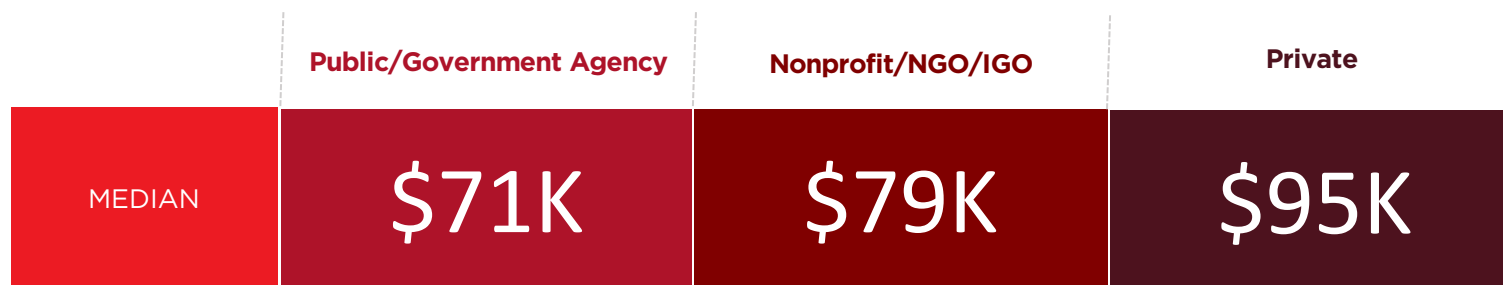 Public/Government Agency
Nonprofit/NGO/IGO
Private
MEDIAN
$71K
$79K
$95K